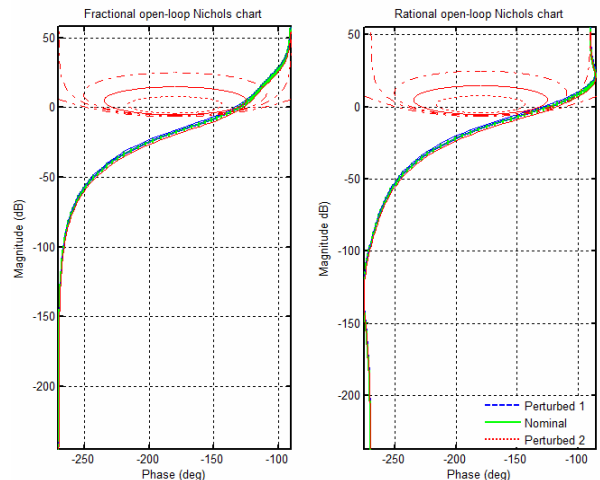 Fractional open-loop Nichols chart
50
0
-50
-100
-150
-200
Magnitude (dB)
-250 -200 -150 -100
Phase (deg)
Rational open-loop Nichols chart
50
0
-50
-100
-150
-200
Magnitude (dB)
Perturbed 1
Nominal
Perturbed 2
-250 -200 -150 -100
Phase (deg)